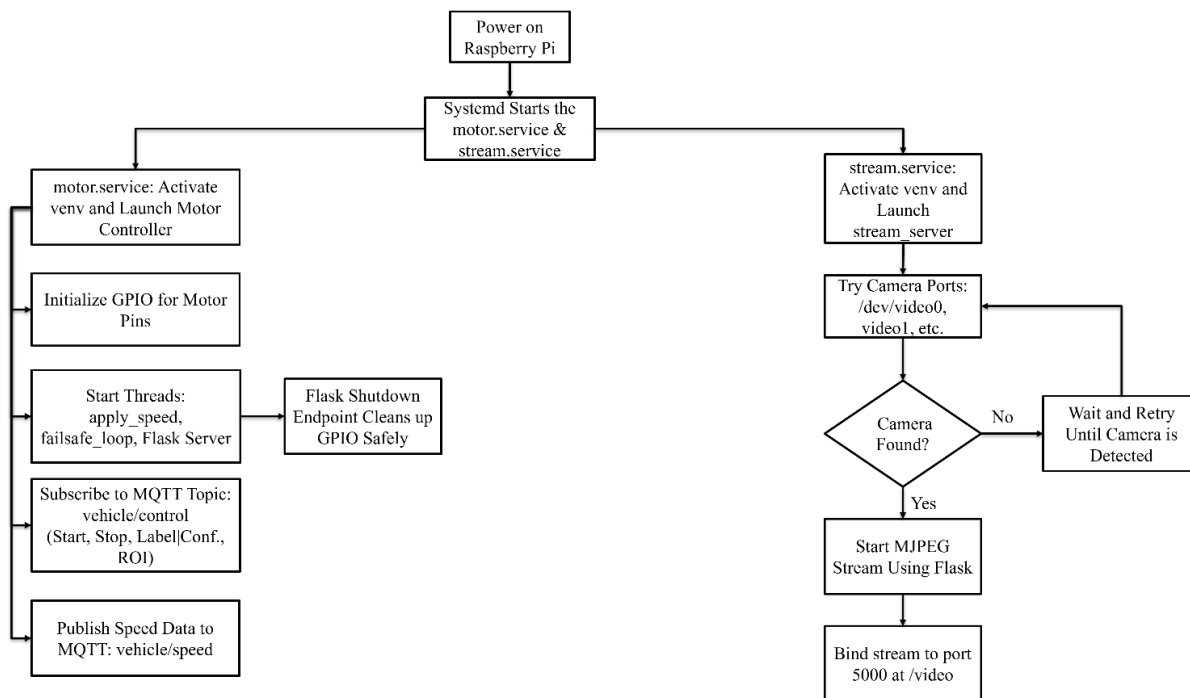 Power on
Raspberry Pi
Systemd Starts the
motor.service &
stream.service
motor.service: Activate
venv and Launch Motor
Controller
Initialize GPIO for Motor
Pins
Start Threads:
apply_speed,
failsafe_loop, Flask Server
Flask Shutdown
Endpoint Cleans up
GPIO Safely
Subscribe to MQTT Topic:
vehicle/control
(Start, Stop, Label|Conf.,
ROI)
Publish Speed Data to
MQTT: vehicle/speed
stream.service:
Activate venv and
Launch
stream_server
Try Camera Ports:
/dev/video0,
video1, etc.
Camera
Found?
No
Wait and Retry
Until Camera is
Detected
Yes
Start MJPEG
Stream Using Flask
Bind stream to port
5000 at /video